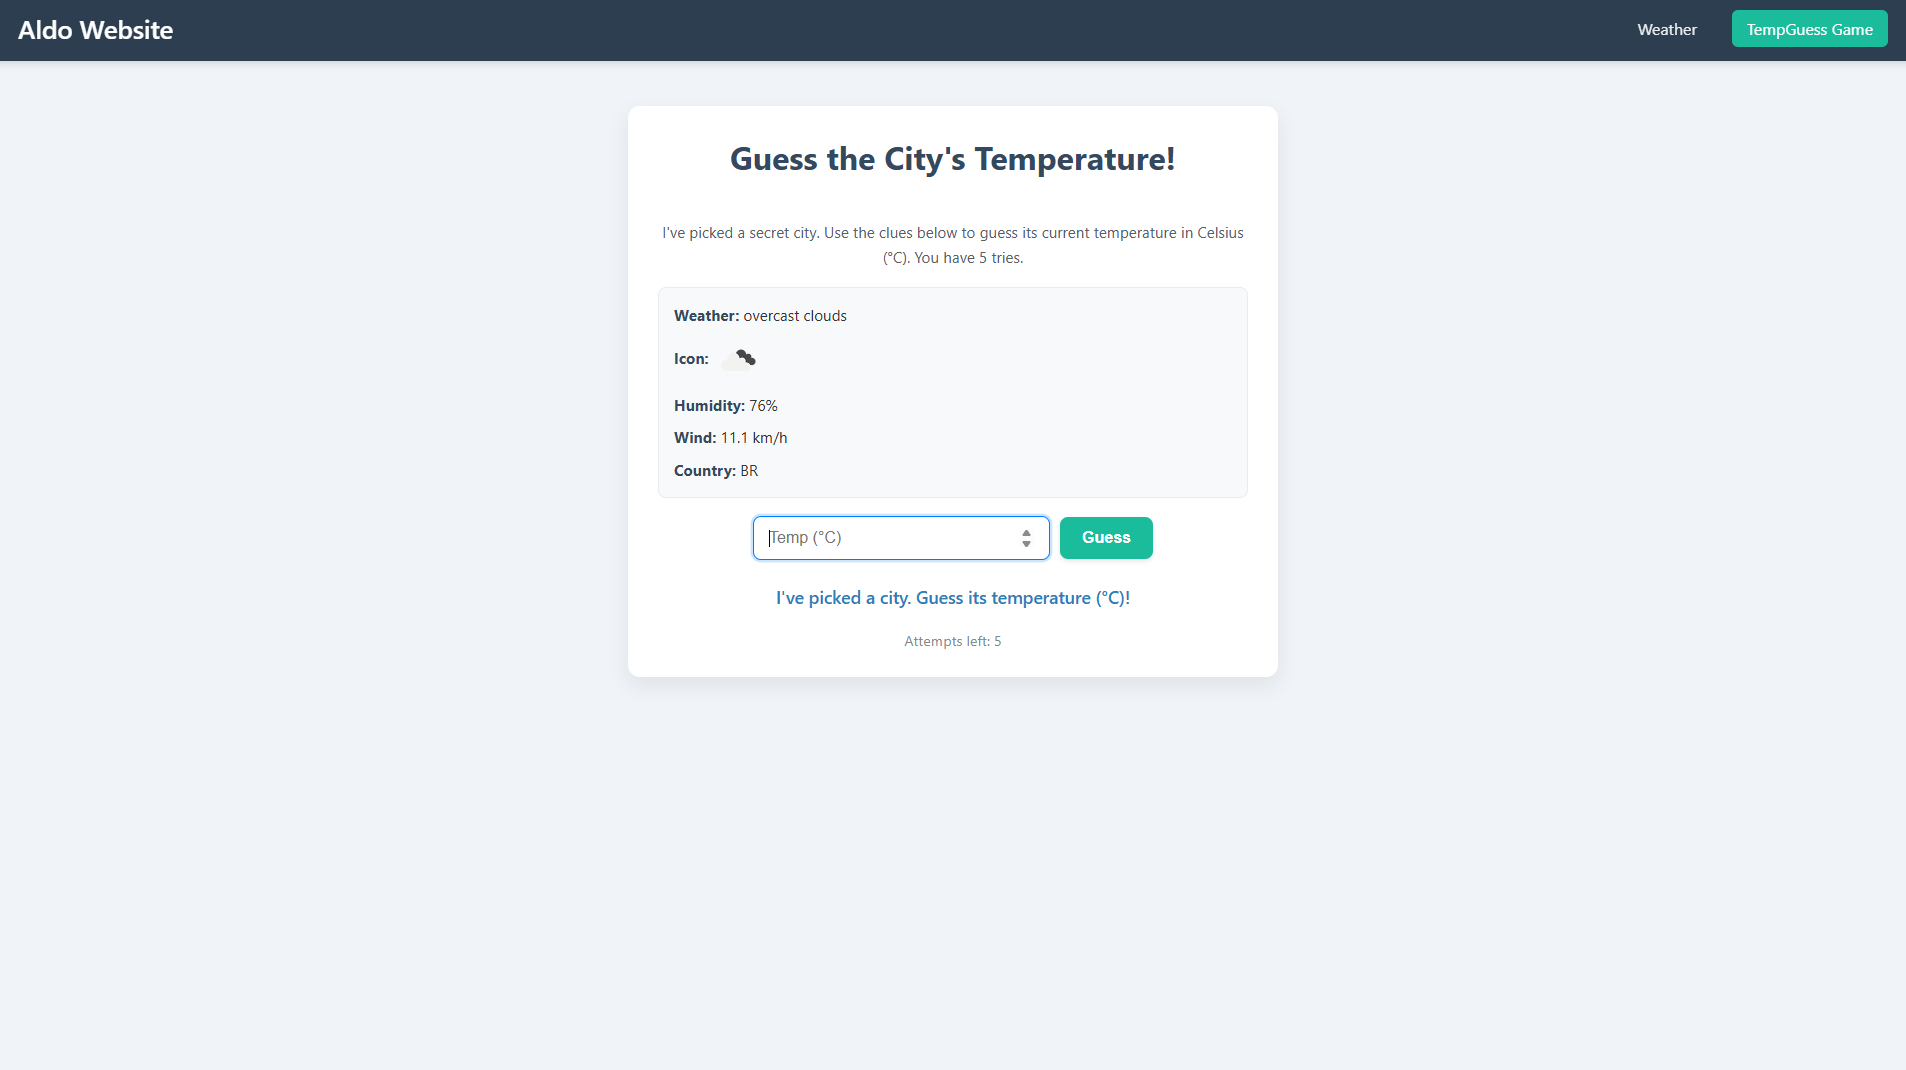 Aldo Website
Weather
TempGuess Game
Guess the City's Temperature!
I've picked a secret city. Use the clues below to guess its current temperature in Celsius
(°C). You have 5 tries.
Weather: overcast clouds
Icon:
Humidity: 76%
Wind: 11.1 km/h
Country: BR
Temp (°C)
Guess
I've picked a city. Guess its temperature (°C)!
Attempts left: 5